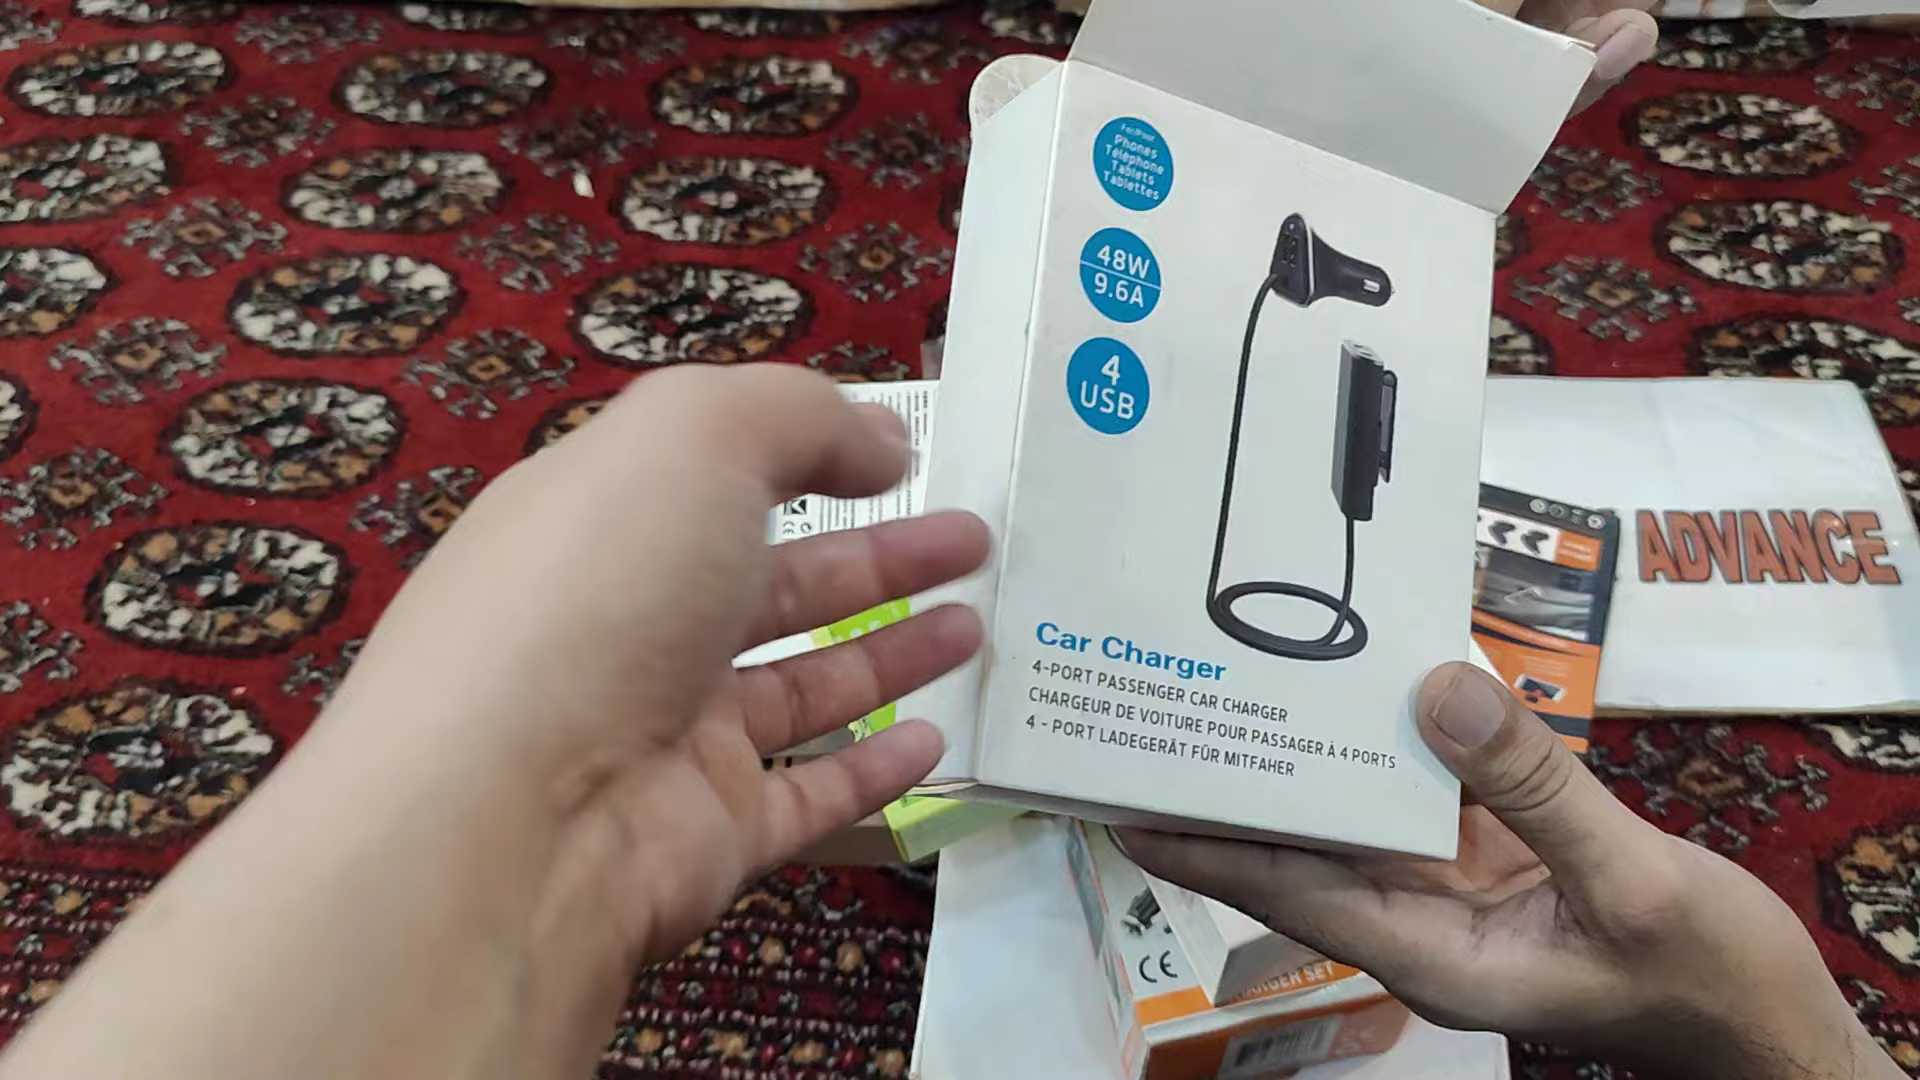 For/Pour
Phones
Téléphone
Tablets
Tablettes
48W
9.6A
4
USB
Car Charger
4-PORT PASSENGER CAR CHARGER
CHARGEUR DE VOITURE POUR PASSAGER À 4 PORTS
4 - PORT LADEGERÄT FÜR MITFAHER
ADVANCE
CE
CE
CHARGER SET